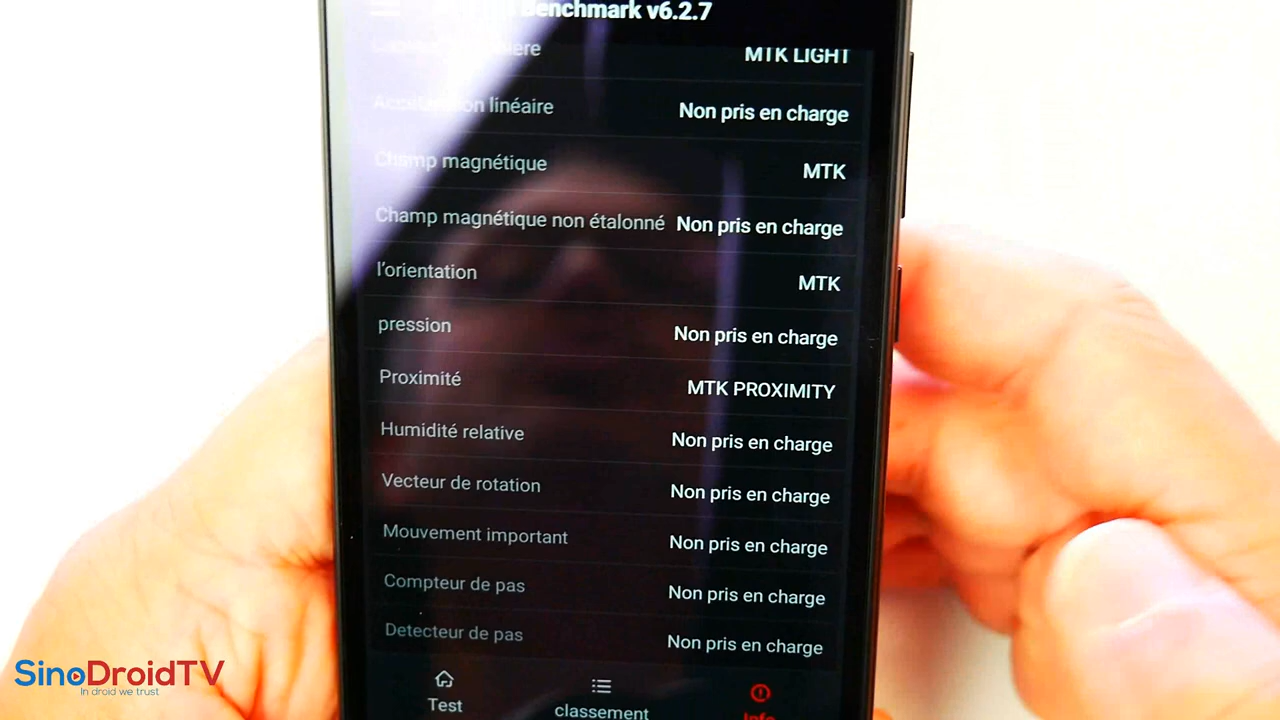 Benchmark v6.2.7
MTK LIGHT
linéaire Non pris en charge
Champ magnétique MTK
Champ magnétique non étalonné Non pris en charge
l'orientation MTK
pression Non pris en charge
Proximité MTK PROXIMITY
Humidité relative Non pris en charge
Vecteur de rotation Non pris en charge
Mouvement important Non pris en charge
Compteur de pas Non pris en charge
Detecteur de pas Non pris en charge
Test classement Info
SinoDroidTV
In droid we trust